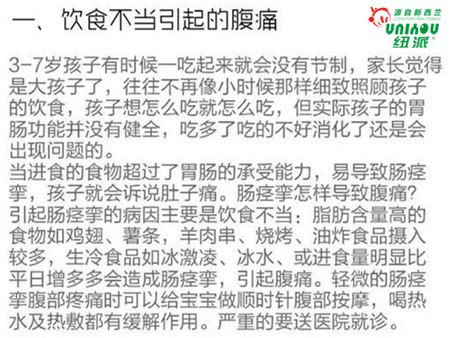 一、饮食不当引起的腹痛
源自新西兰
UNIHOU
纽派
3-7岁孩子有时候一吃起来就会没有节制，家长觉得
是大孩子了，往往不再像小时候那样细致照顾孩子
的饮食，孩子想怎么吃就怎么吃，但实际孩子的胃
肠功能并没有健全，吃多了吃的不好消化了还是会
出现问题的。
当进食的食物超过了胃肠的承受能力，易导致肠痉
挛，孩子就会诉说肚子痛。肠痉挛怎样导致腹痛？
引起肠痉挛的病因主要是饮食不当：脂肪含量高的
食物如鸡翅、薯条，羊肉串、烧烤、油炸食品摄入
较多，生冷食品如冰激凌、冰水、或进食量明显比
平日增多多会造成肠痉挛，引起腹痛。轻微的肠痉
挛腹部疼痛时可以给宝宝做顺时针腹部按摩，喝热
水及热敷都有缓解作用。严重的要送医院就诊。